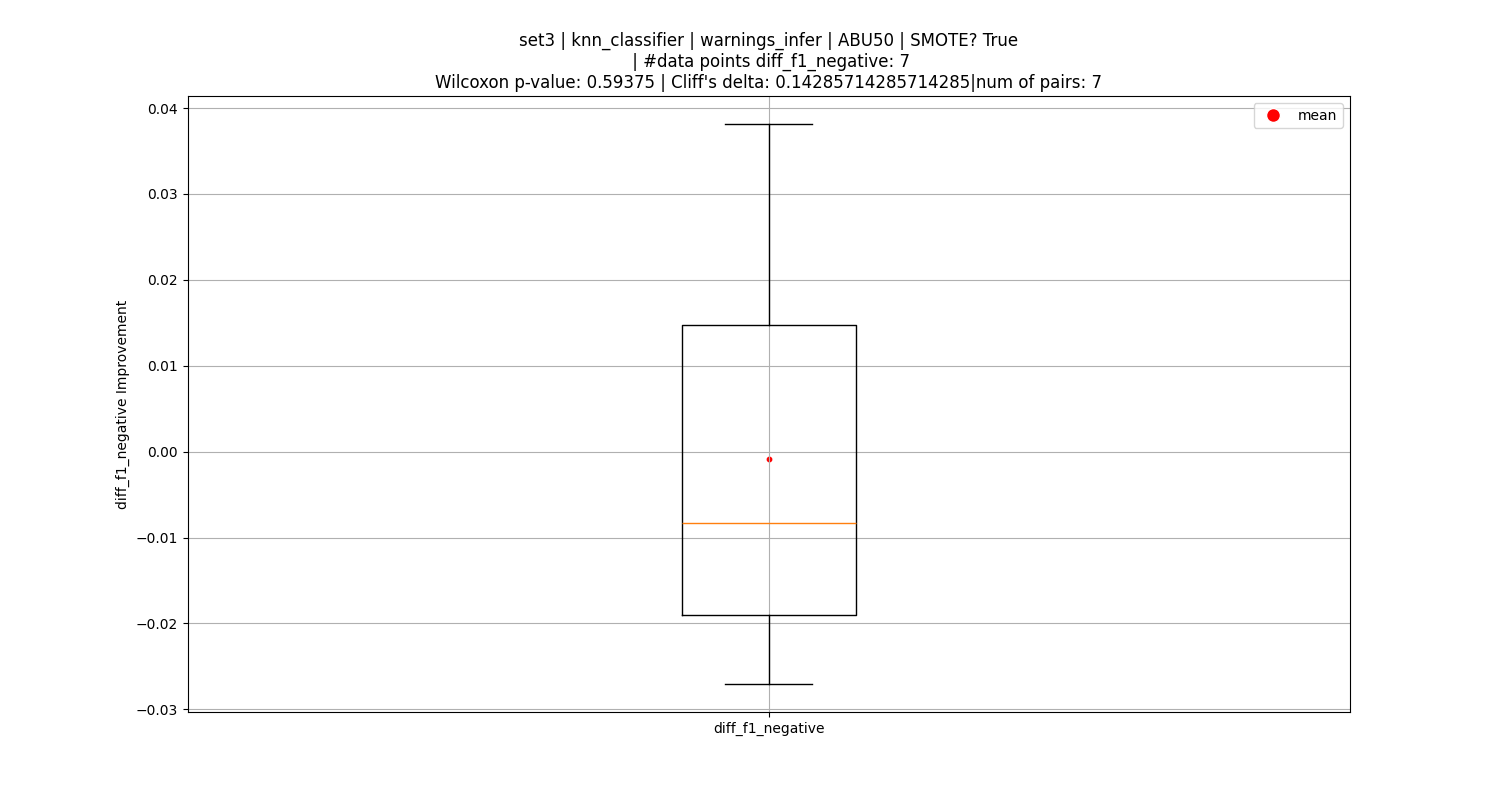 set3 | knn_classifier | warnings_infer | ABU50 | SMOTE? True
| #data points diff_f1_negative: 7
Wilcoxon p-value: 0.59375 | Cliff's delta: 0.14285714285714285|num of pairs: 7
mean
0.04
0.03
0.02
0.01
0.00
−0.01
−0.02
−0.03
diff_f1_negative Improvement
diff_f1_negative